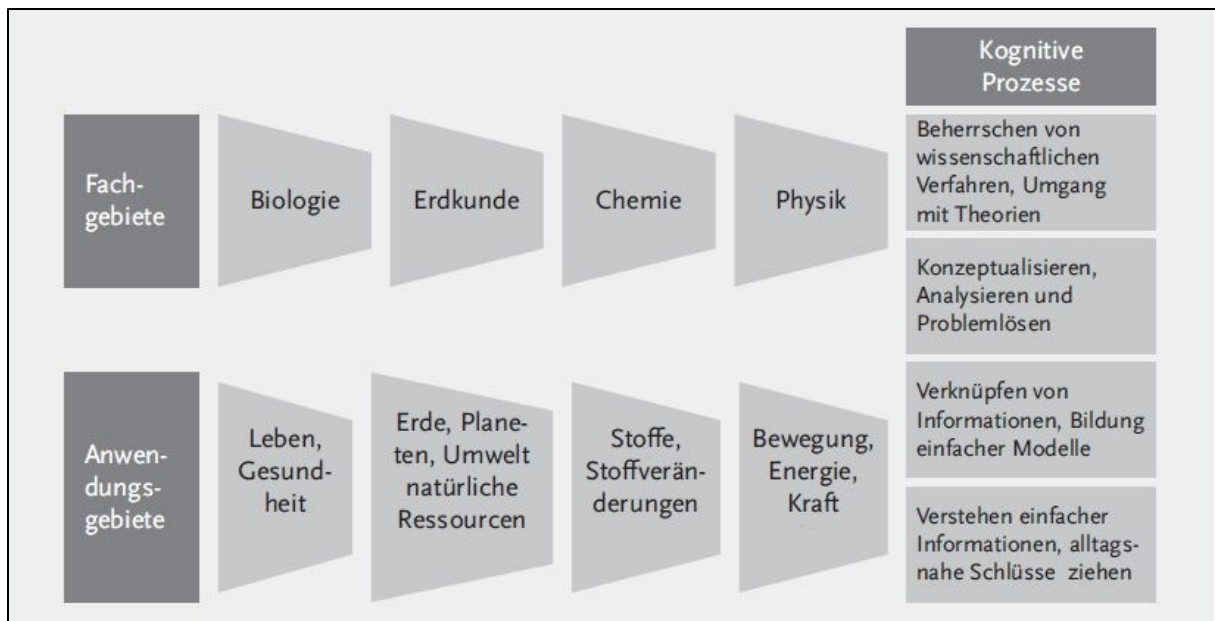 Kognitive
Prozesse
Fach-
gebiete
Biologie
Erdkunde
Chemie
Physik
Beherrschen von
wissenschaftlichen
Verfahren, Umgang
mit Theorien
Konzeptualisieren,
Analysieren und
Problemlösen
Anwen-
dungs-
gebiete
Leben,
Gesund-
heit
Erde, Plane-
ten, Umwelt
natürliche
Ressourcen
Stoffe,
Stoffverän-
derungen
Bewegung,
Energie,
Kraft
Verknüpfen von
Informationen, Bildung
einfacher Modelle
Verstehen einfacher
Informationen, alltags-
nahe Schlüsse ziehen